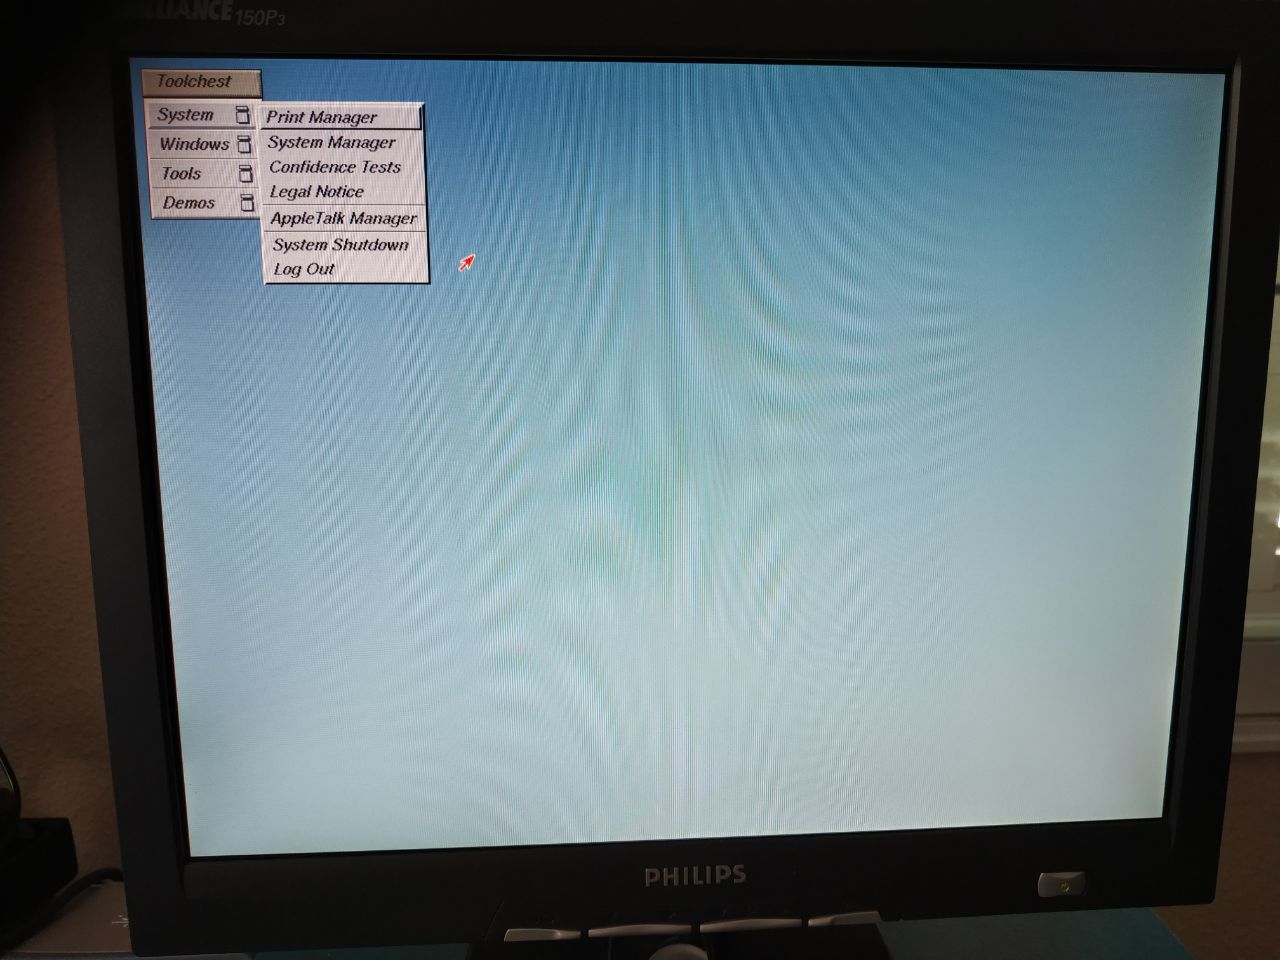 BRILLIANCE 150P3
Toolchest
System
Windows
Tools
Demos
Print Manager
System Manager
Confidence Tests
Legal Notice
AppleTalk Manager
System Shutdown
Log Out
PHILIPS